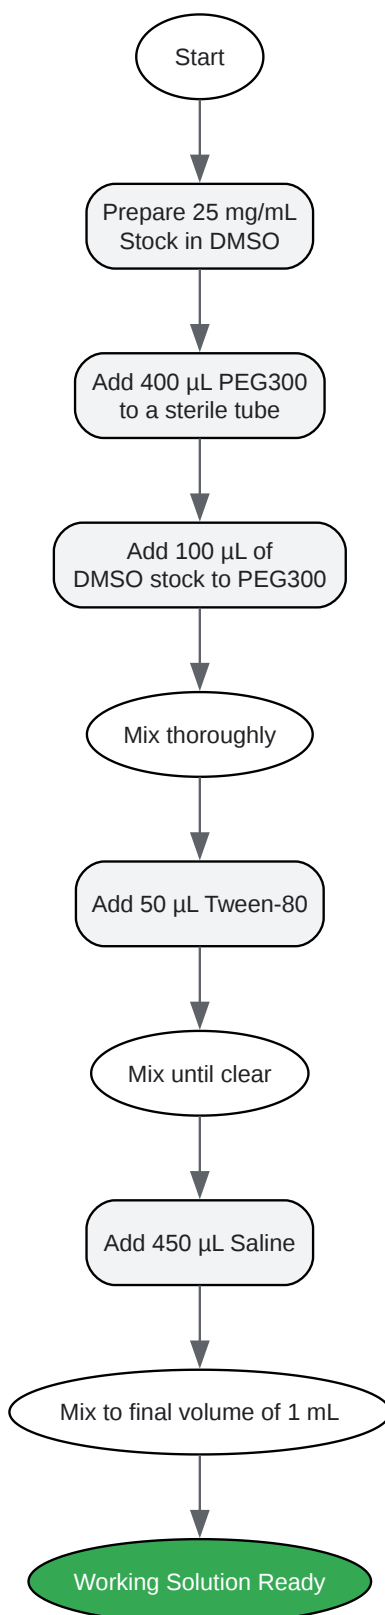 Start
Prepare 25 mg/mL
Stock in DMSO
Add 400 µL PEG300
to a sterile tube
Add 100 µL of
DMSO stock to PEG300
Mix thoroughly
Add 50 µL Tween-80
Mix until clear
Add 450 µL Saline
Mix to final volume of 1 mL
Working Solution Ready